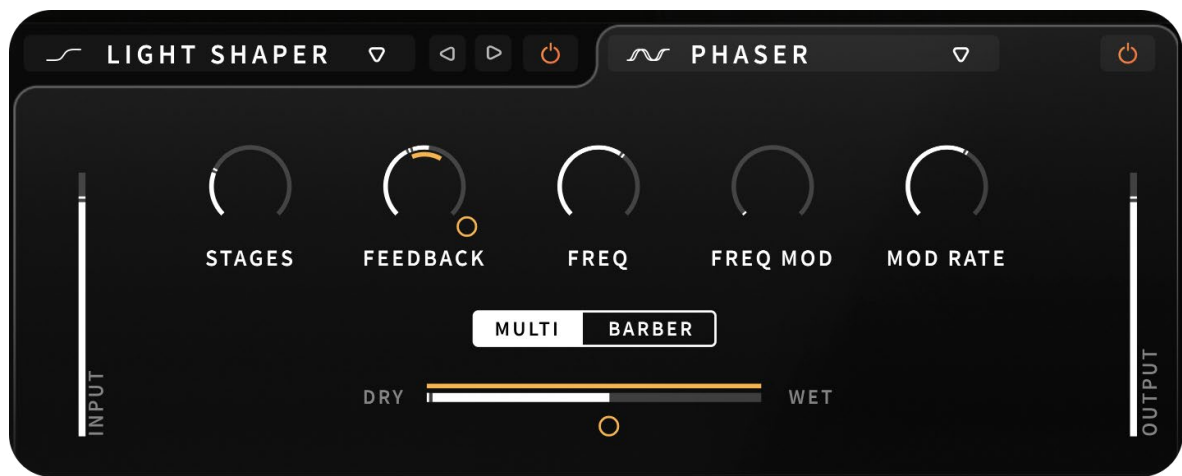 LIGHT SHAPER
PHASER
STAGES FEEDBACK FREQ FREQ MOD MOD RATE
MULTI BARBER
DRY WET
INPUT
OUTPUT